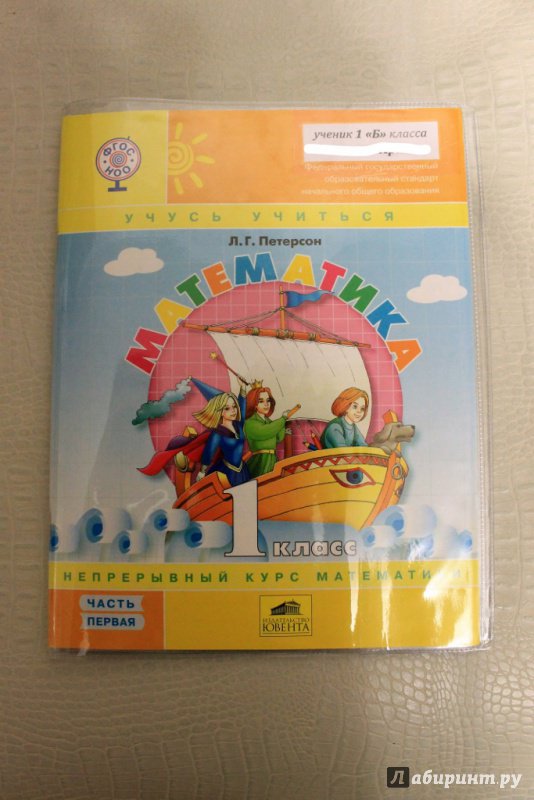 ФГОС
НОО
ученик 1 «Б» класса
Федеральный государственный
образовательный стандарт
начального общего образования
УЧУСЬ УЧИТЬСЯ
Л. Г. Петерсон
МАТЕМАТИКА
1 класс
НЕПРЕРЫВНЫЙ КУРС МАТЕМАТИКИ
ЧАСТЬ
ПЕРВАЯ
ИЗДАТЕЛЬСТВО
ЮВЕНТА
Лабиринт.ру